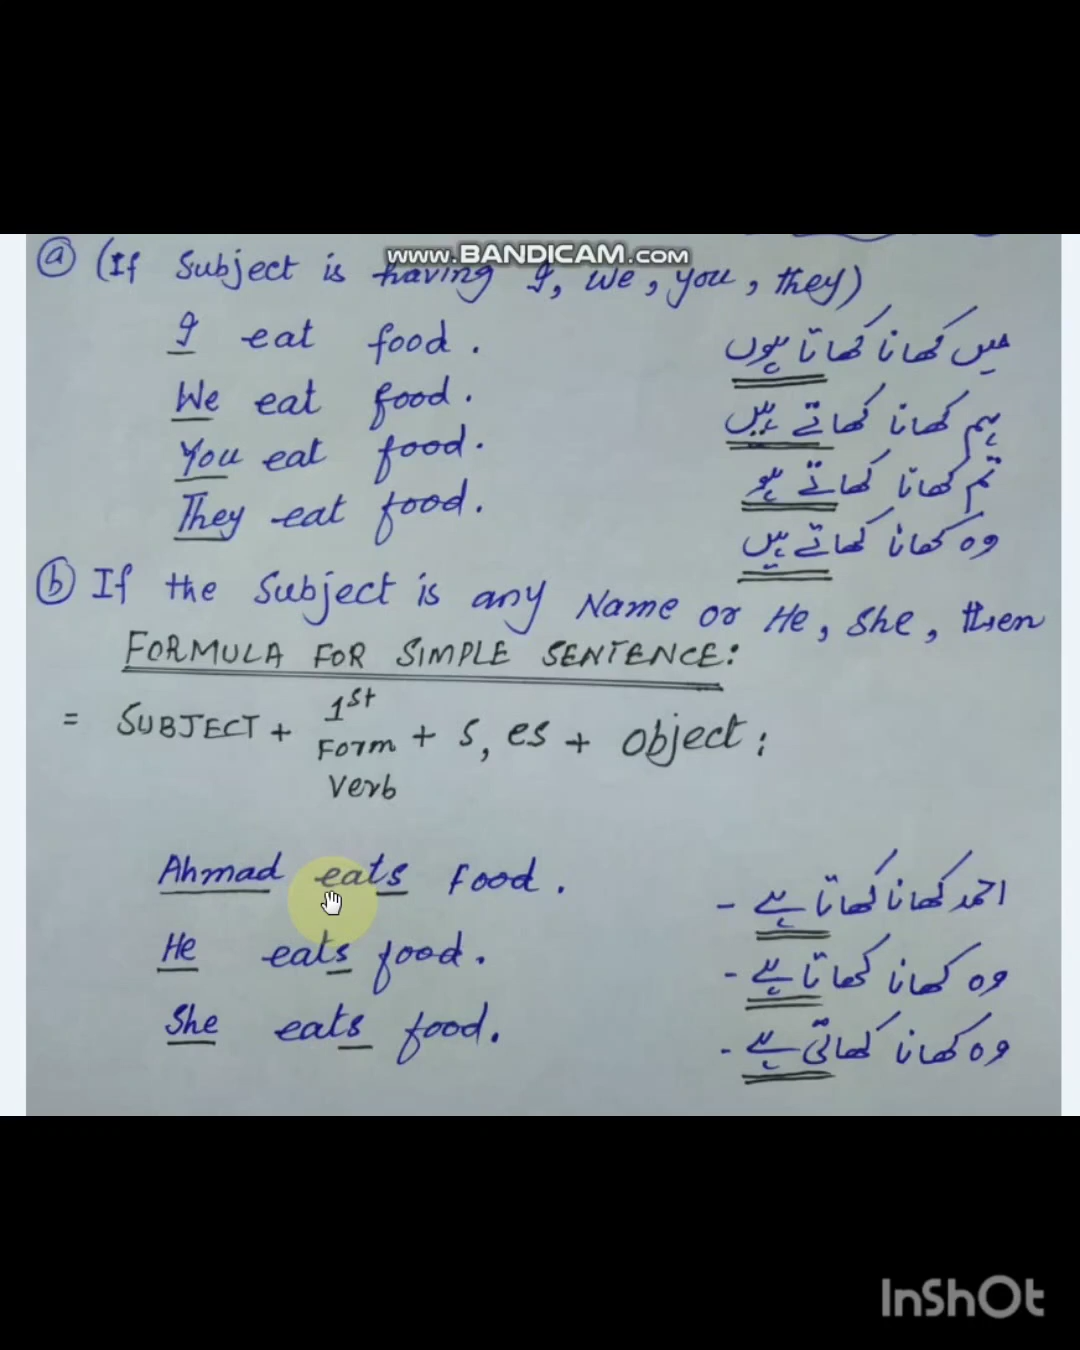 www.BANDICAM.com
ⓐ (If Subject is having I, we, you, they)
I eat food. میں کھانا کھاتا ہوں
We eat food. ہم کھانا کھاتے ہیں
You eat food. تم کھانا کھاتے ہو
They eat food. وہ کھانا کھاتے ہیں
ⓑ If the Subject is any Name or He, She, then
FORMULA FOR SIMPLE SENTENCE:
= SUBJECT + 1st Form Verb + s, es + Object:
Ahmad eats Food. احمد کھانا کھاتا ہے -
He eats food. وہ کھانا کھاتا ہے -
She eats food. وہ کھانا کھاتی ہے -
InShOt